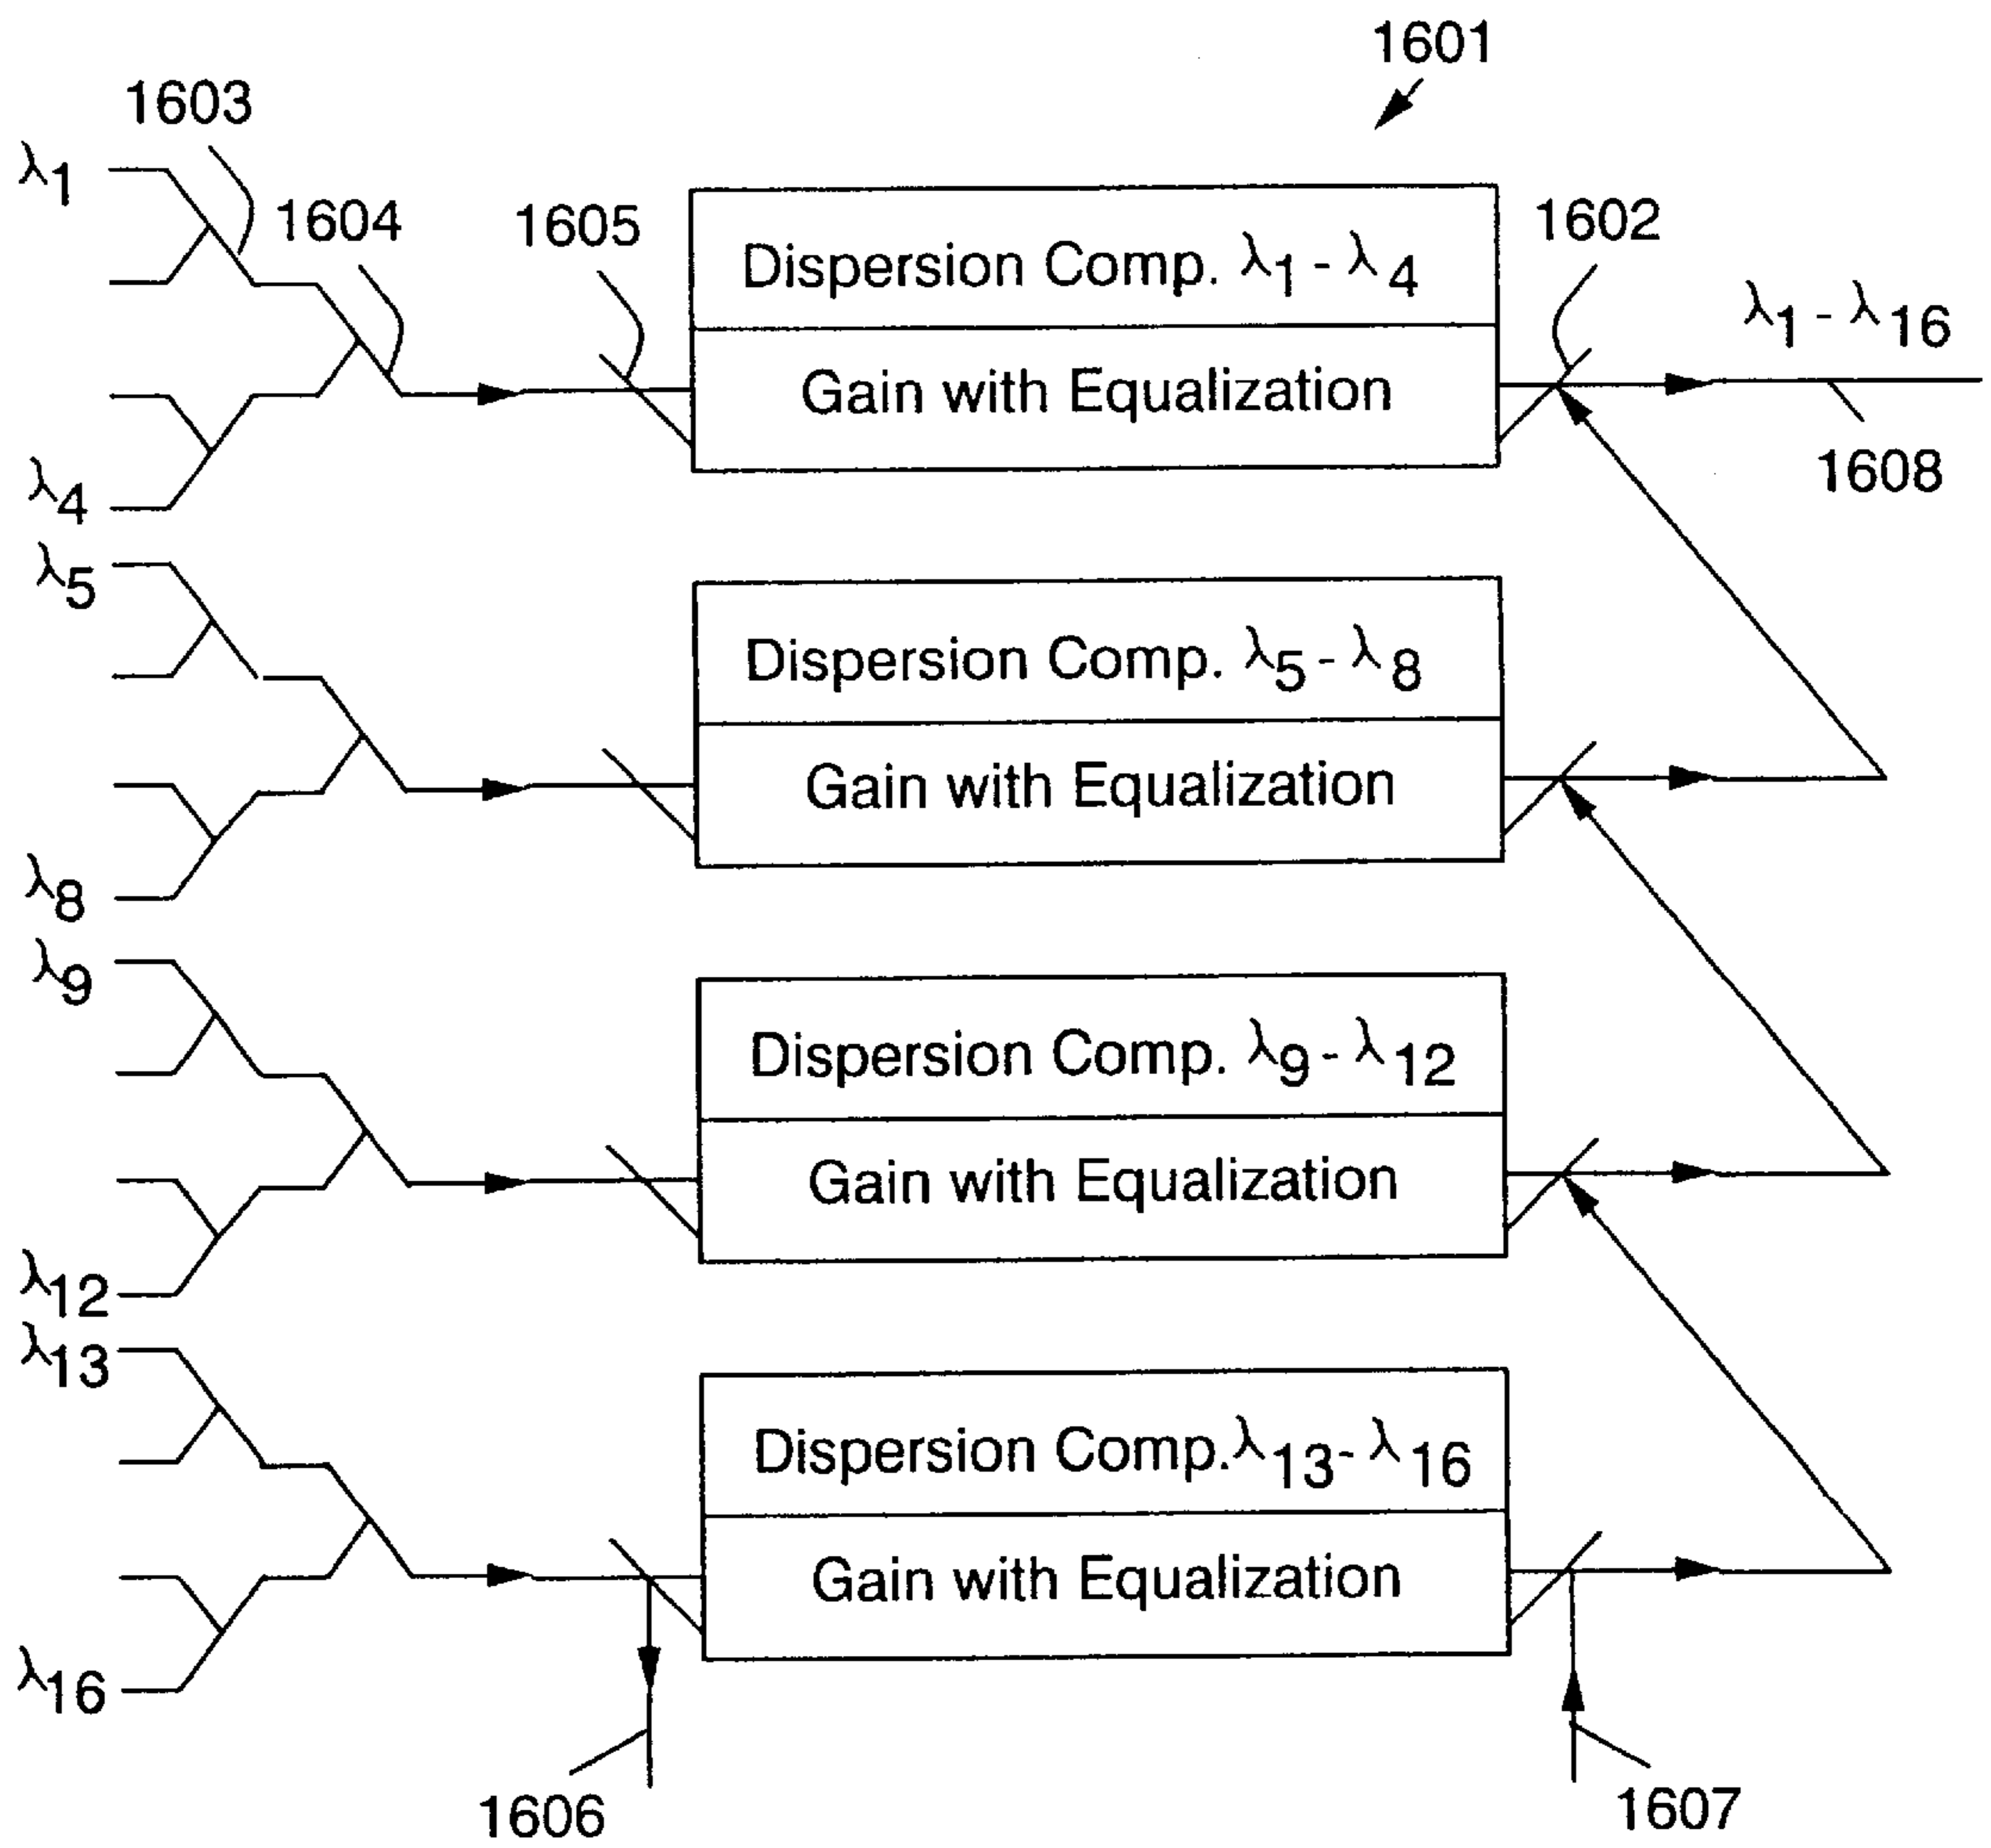 1601
1603
λ1
1604
1605
1602
Dispersion Comp. λ1 - λ4
λ1 - λ16
Gain with Equalization
1608
λ4
λ5
Dispersion Comp. λ5 - λ8
Gain with Equalization
λ8
λ9
Dispersion Comp. λ9 - λ12
Gain with Equalization
λ12
λ13
Dispersion Comp.λ13- λ16
Gain with Equalization
λ16
1606
1607